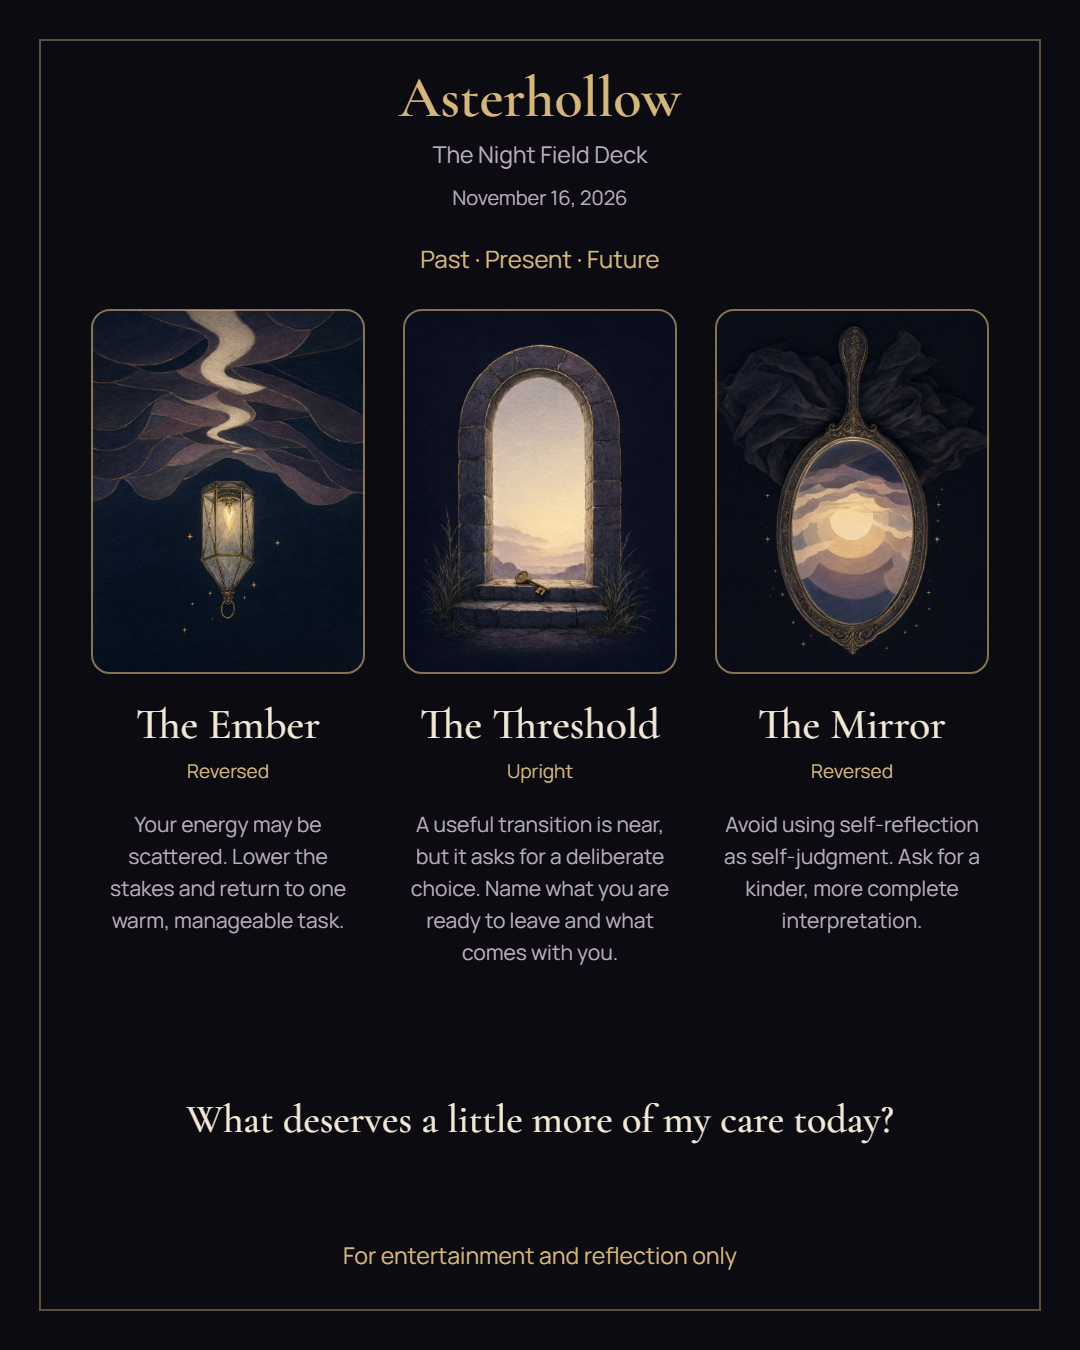 Asterhollow
The Night Field Deck
November 16, 2026
Past · Present · Future
The Ember
Reversed
Your energy may be
scattered. Lower the
stakes and return to one
warm, manageable task.
The Threshold
Upright
A useful transition is near,
but it asks for a deliberate
choice. Name what you are
ready to leave and what
comes with you.
The Mirror
Reversed
Avoid using self-reflection
as self-judgment. Ask for a
kinder, more complete
interpretation.
What deserves a little more of my care today?
For entertainment and reflection only